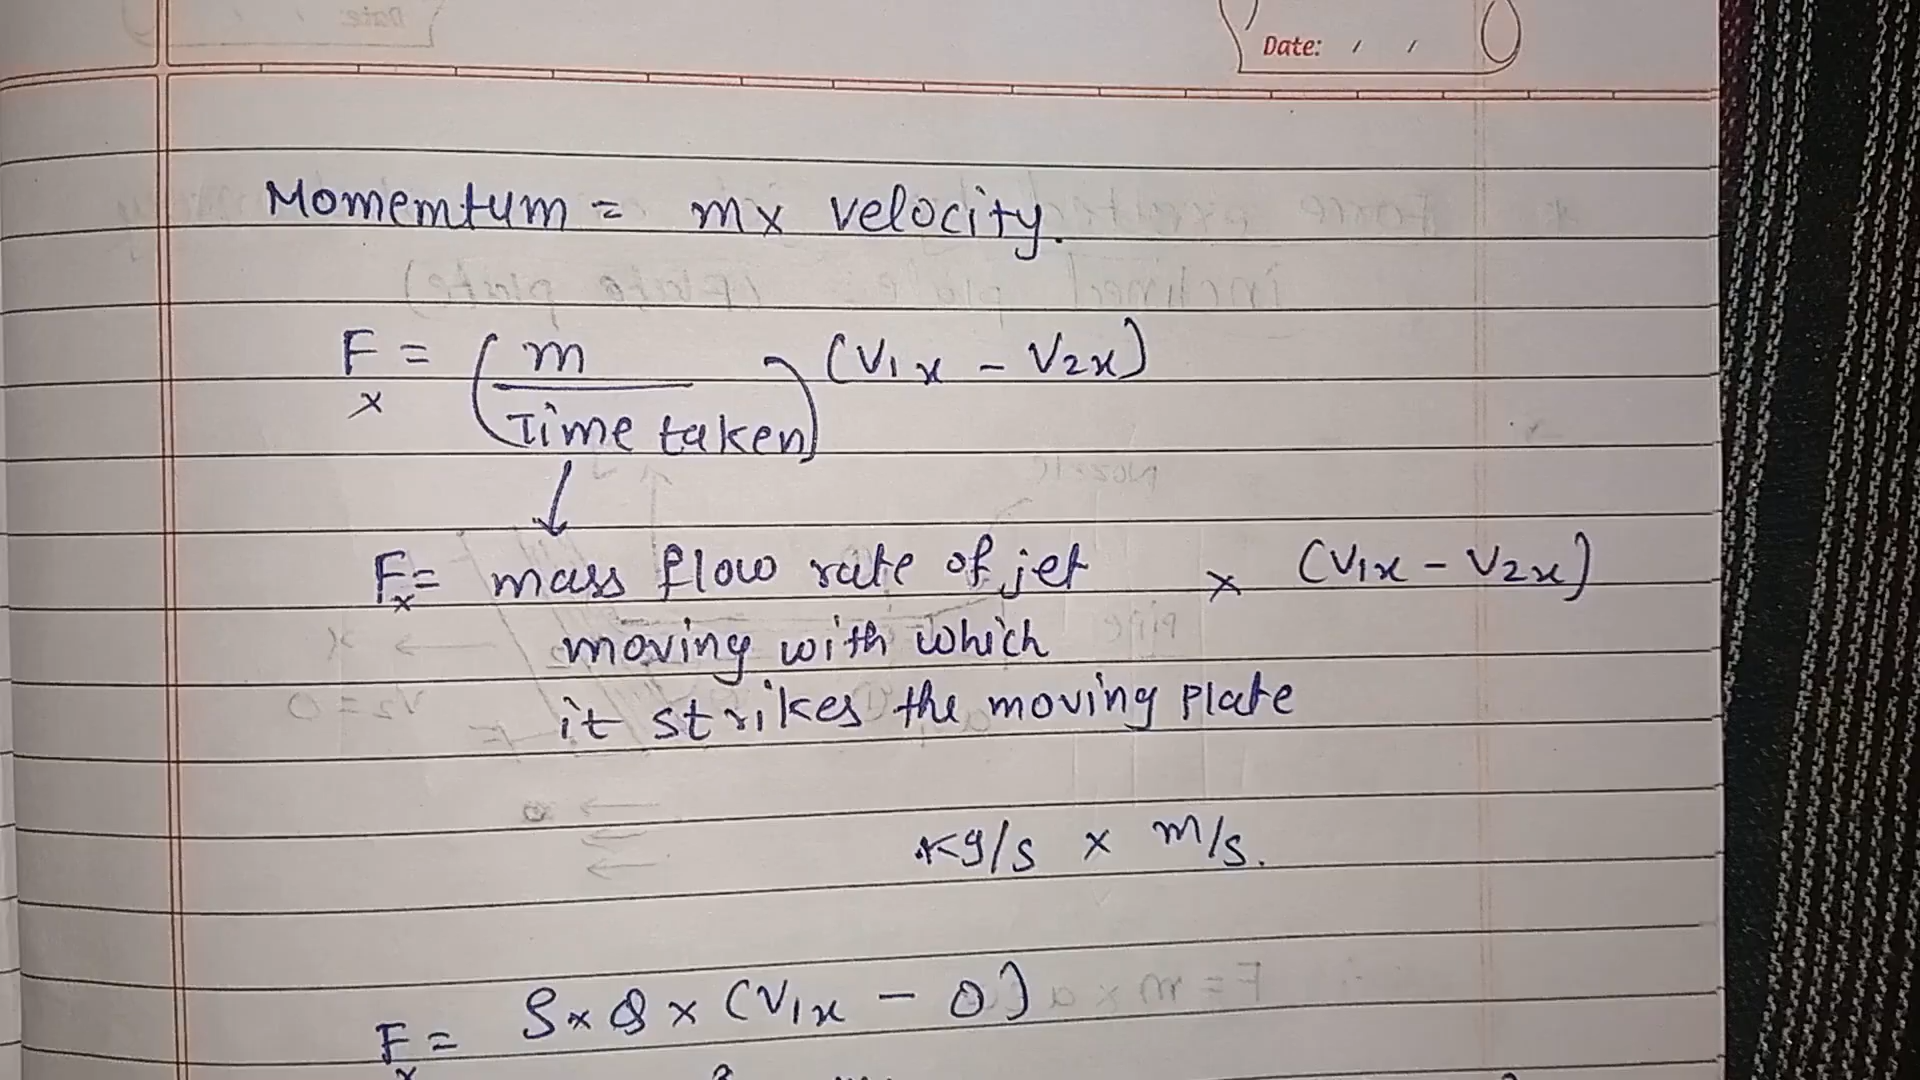 Date: / /
Momemtum = m x velocity.
F x = ( m / Time taken ) (V1x - V2x)
↓
Fx = mass flow rate of jet x (V1x - V2x)
moving with which
it strikes the moving plate
Kg/s x m/s.
F x = S x Q x (V1x - 0)